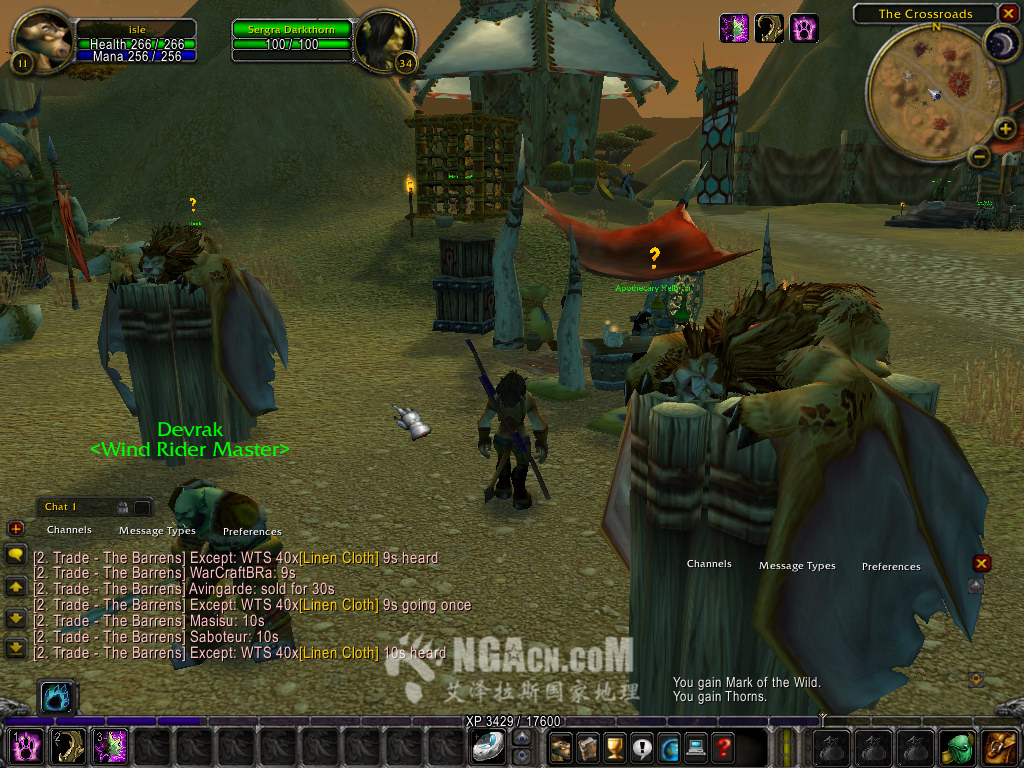 isle
Health 266 / 266
Mana 256 / 256
11
Sergra Darkthorn
100 / 100
34
The Crossroads
N
?
?
Devrak
<Wind Rider Master>
Chat 1
Channels Message Types Preferences
[2. Trade - The Barrens] Except: WTS 40x[Linen Cloth] 9s heard
[2. Trade - The Barrens] WarCraftBRa: 9s
[2. Trade - The Barrens] Avingarde: sold for 30s
[2. Trade - The Barrens] Except: WTS 40x[Linen Cloth] 9s going once
[2. Trade - The Barrens] Masisu: 10s
[2. Trade - The Barrens] Saboteur: 10s
[2. Trade - The Barrens] Except: WTS 40x[Linen Cloth] 10s heard
Channels Message Types Preferences
NGACN.COM
艾泽拉斯国家地理
You gain Mark of the Wild.
You gain Thorns.
XP 3429 / 17600
1 2 3
Apothecary